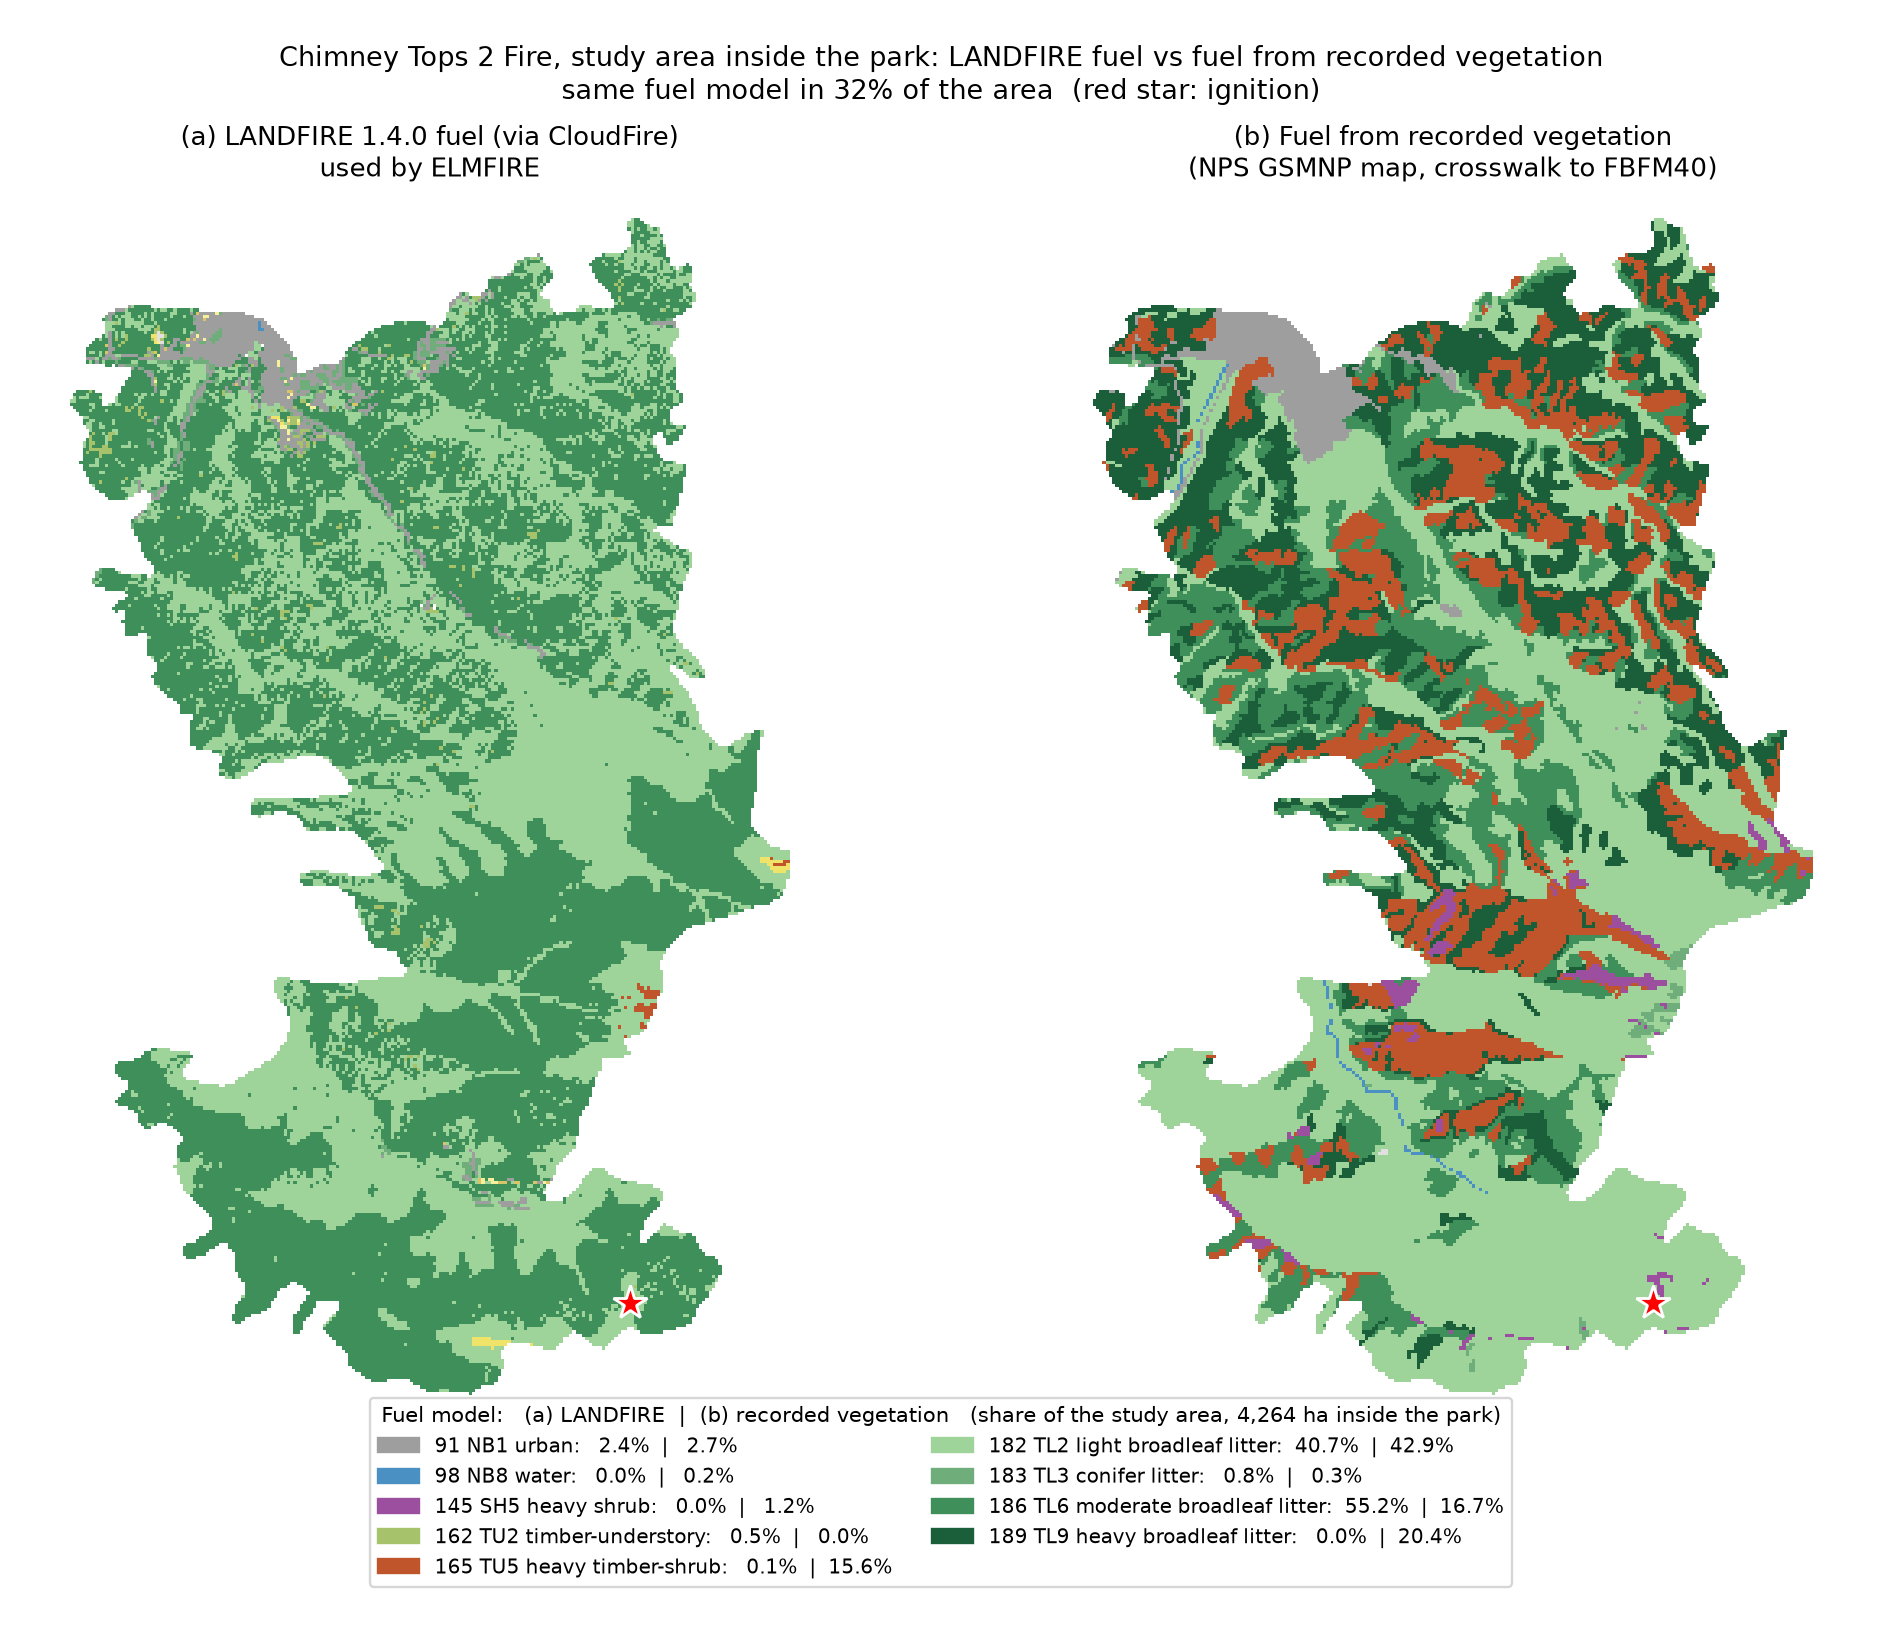 Chimney Tops 2 Fire, study area inside the park: LANDFIRE fuel vs fuel from recorded vegetation
same fuel model in 32% of the area  (red star: ignition)
(a) LANDFIRE 1.4.0 fuel (via CloudFire)
used by ELMFIRE
(b) Fuel from recorded vegetation
(NPS GSMNP map, crosswalk to FBFM40)
Fuel model:   (a) LANDFIRE  |  (b) recorded vegetation   (share of the study area, 4,264 ha inside the park)
91 NB1 urban:   2.4%  |   2.7%
98 NB8 water:   0.0%  |   0.2%
145 SH5 heavy shrub:   0.0%  |   1.2%
162 TU2 timber-understory:   0.5%  |   0.0%
165 TU5 heavy timber-shrub:   0.1%  |  15.6%
182 TL2 light broadleaf litter:  40.7%  |  42.9%
183 TL3 conifer litter:   0.8%  |   0.3%
186 TL6 moderate broadleaf litter:  55.2%  |  16.7%
189 TL9 heavy broadleaf litter:   0.0%  |  20.4%